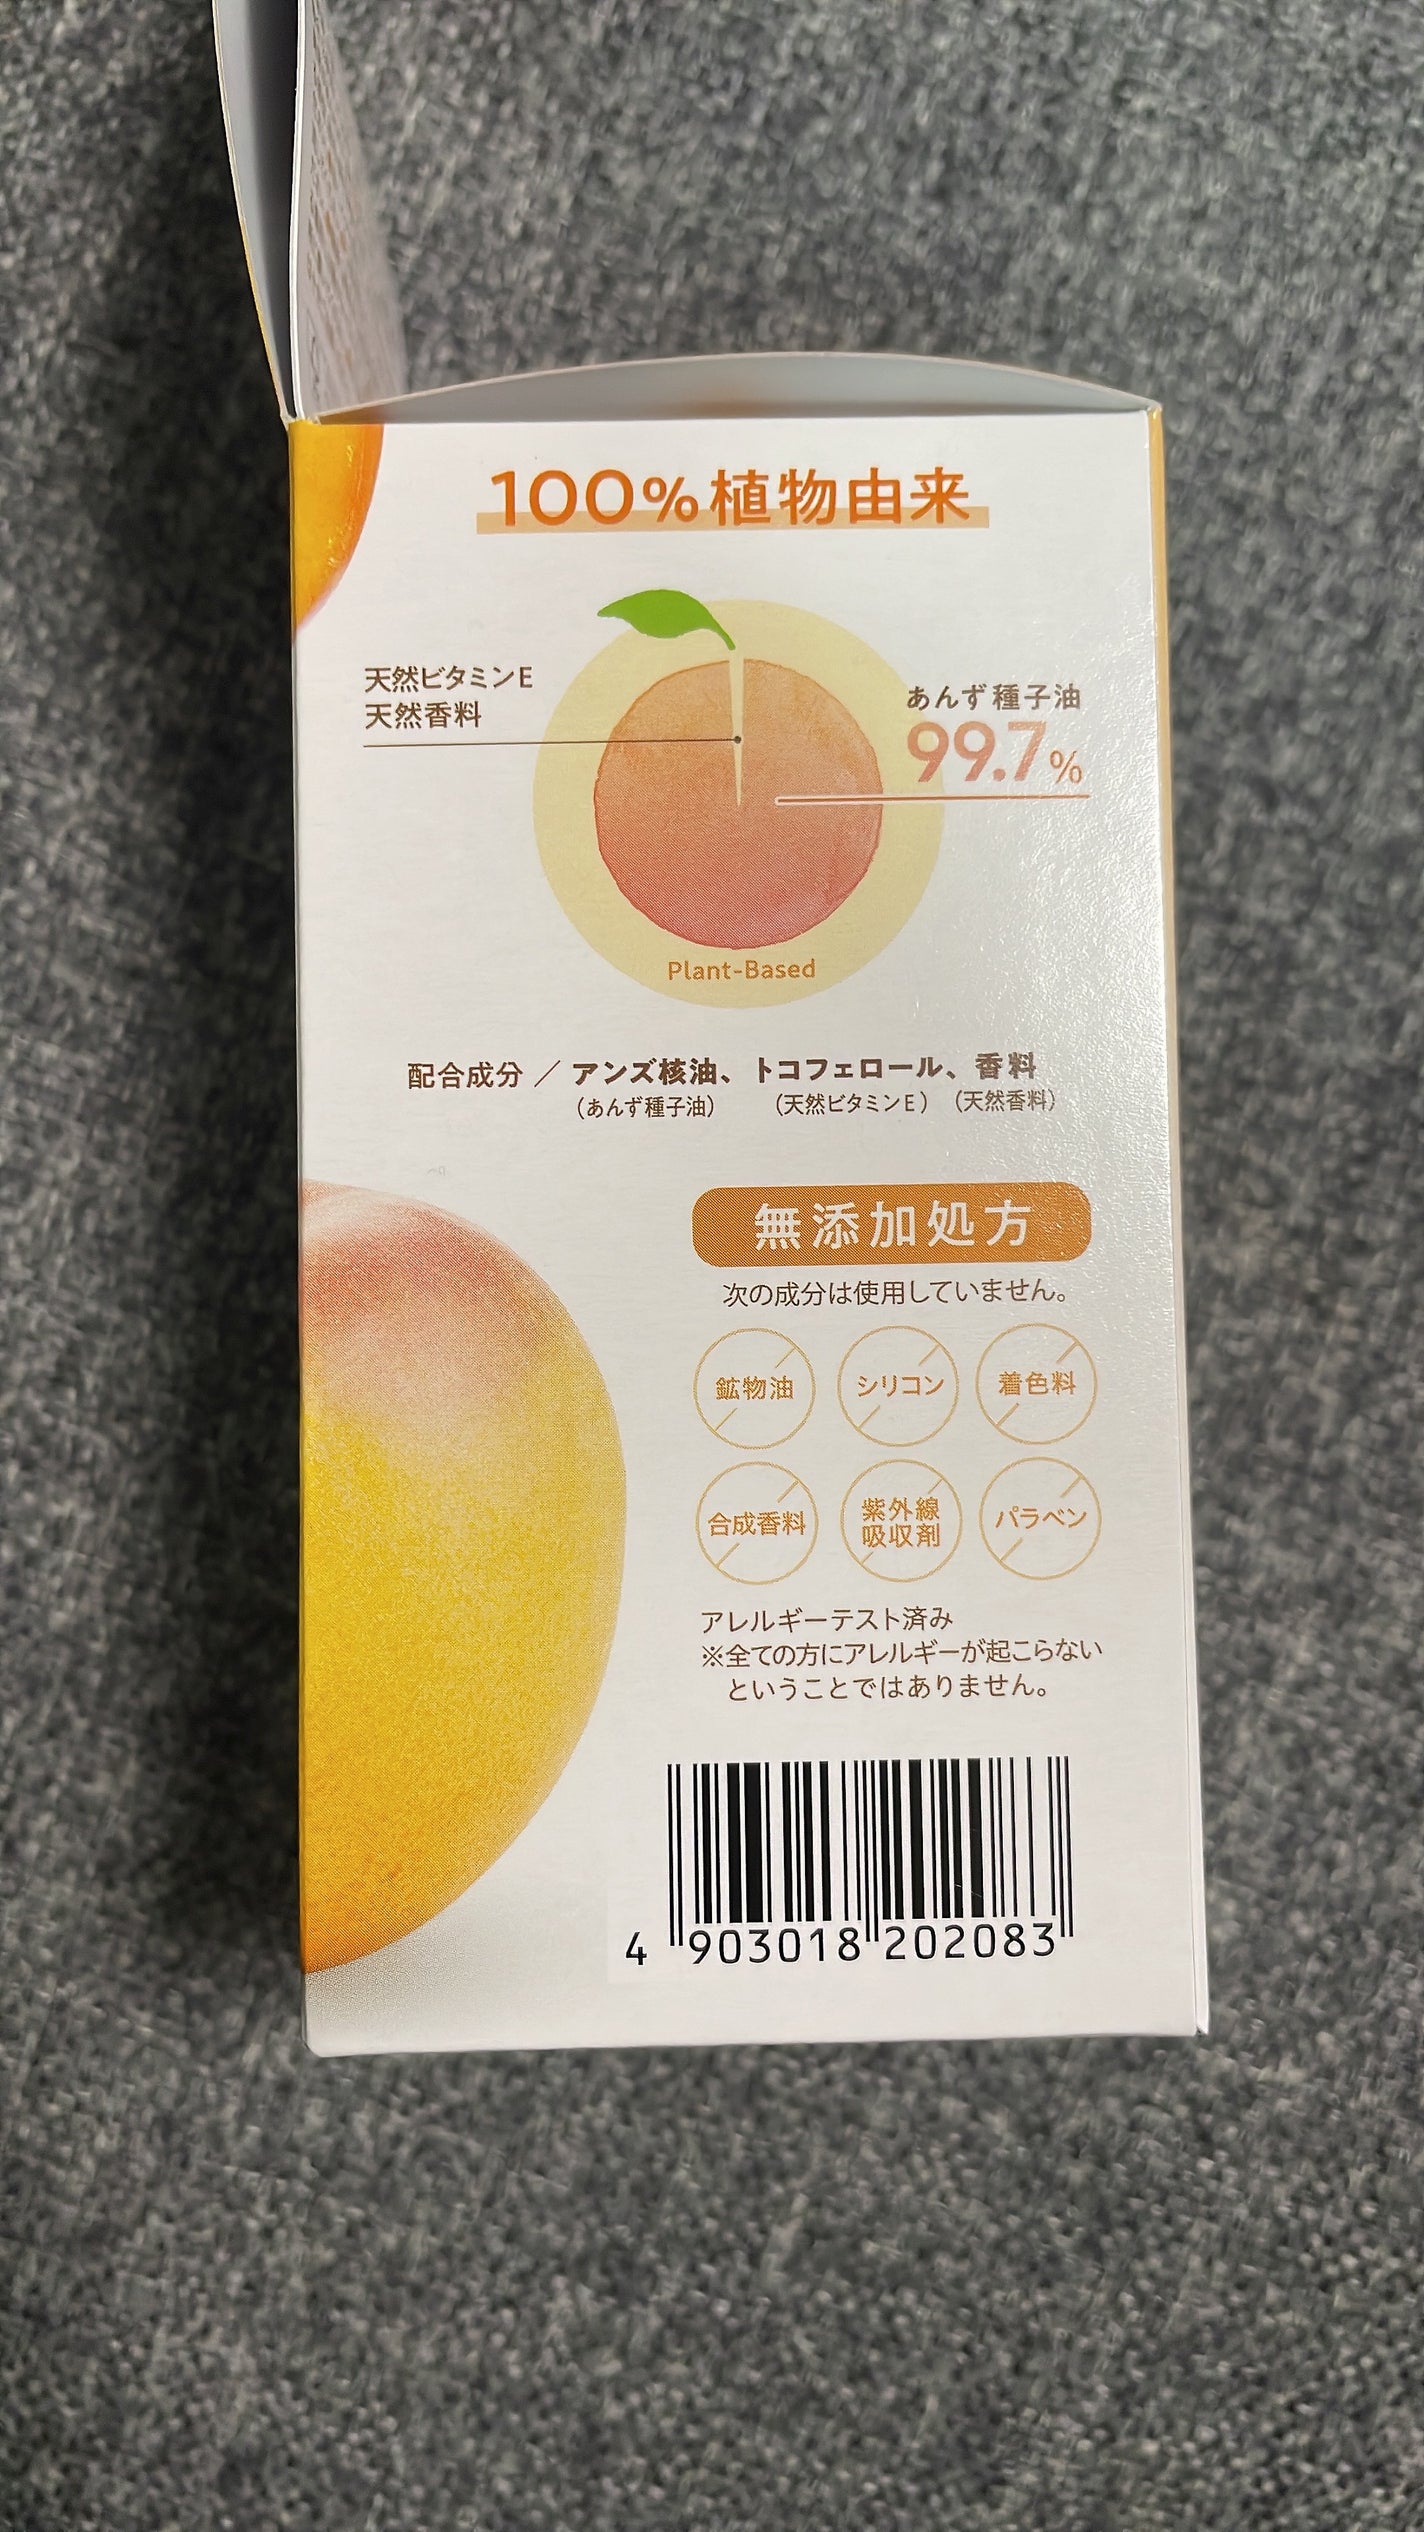 100%植物由来
天然ビタミンE
天然香料
あんず種子油
99.7%
Plant-Based
配合成分／アンズ核油、トコフェロール、香料
（あんず種子油）（天然ビタミンE）（天然香料）
無添加処方
次の成分は使用していません。
鉱物油 シリコン 着色料
合成香料 紫外線吸収剤 パラベン
アレルギーテスト済み
※全ての方にアレルギーが起こらない
ということではありません。
4 903018 202083